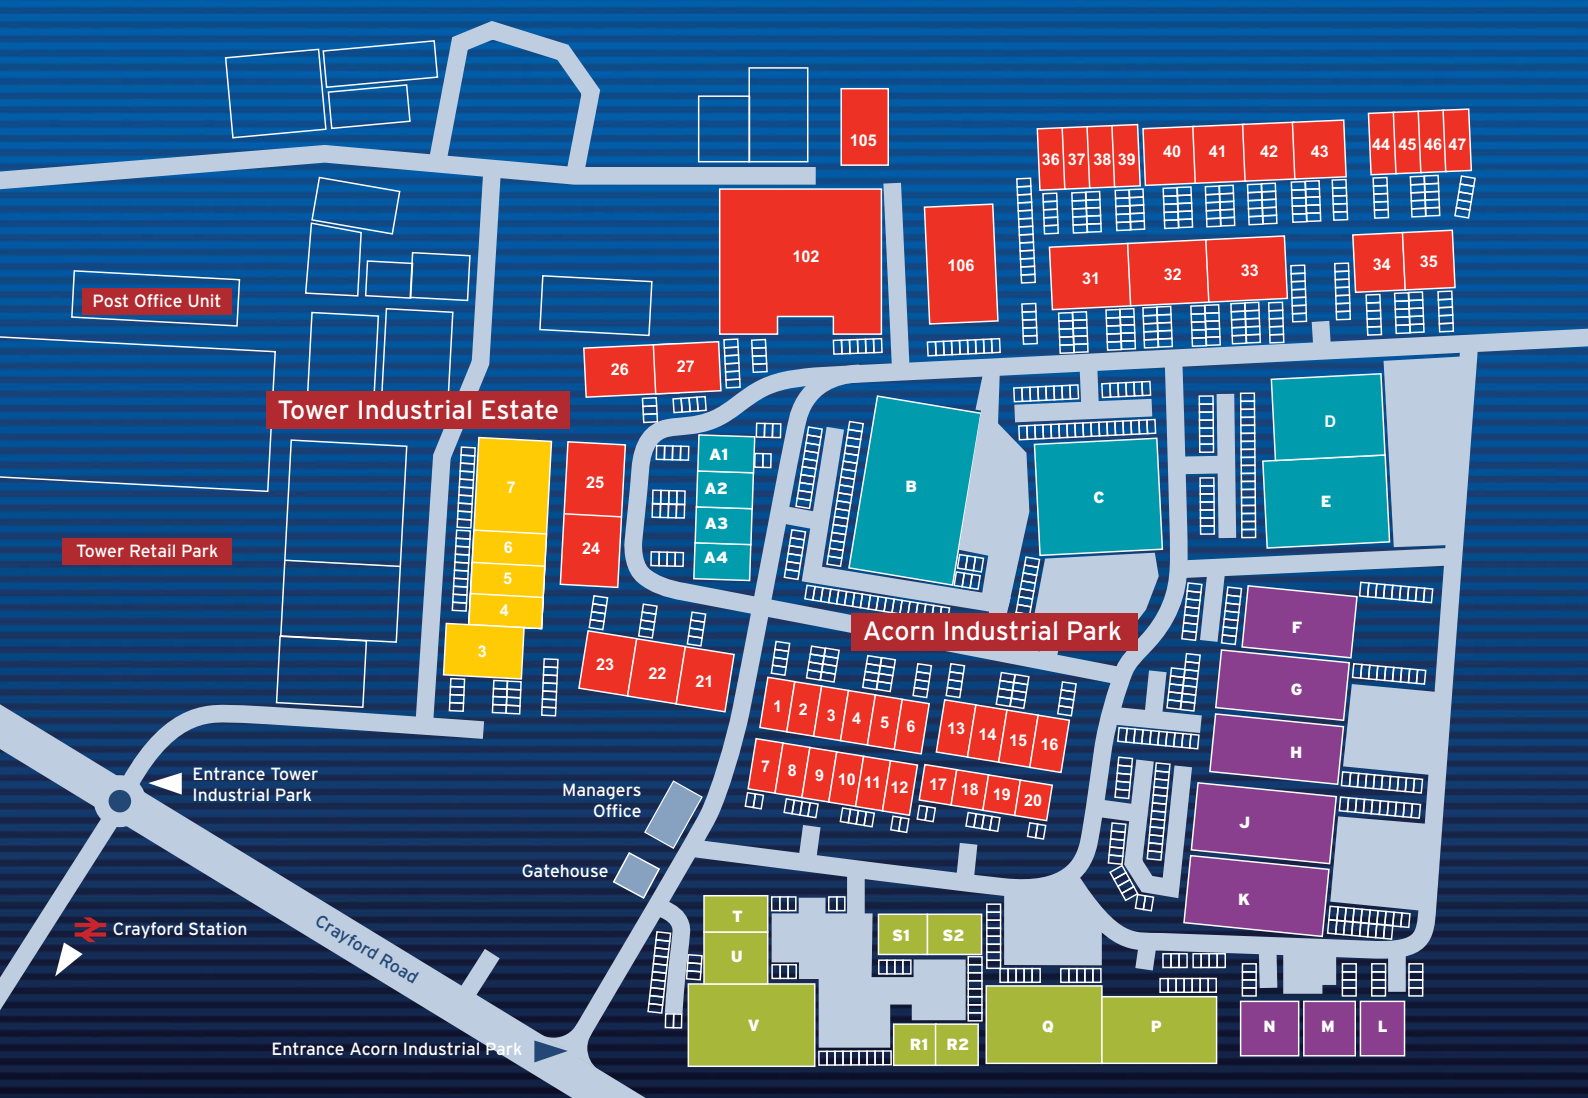 105
36 37 38 39
40 41 42 43
44 45 46 47
102
106
31 32 33
34 35
Post Office Unit
26 27
Tower Industrial Estate
7
6
5
4
3
25
24
A1
A2
A3
A4
B
C
D
E
Tower Retail Park
23 22 21
Acorn Industrial Park
F
G
H
J
K
1 2 3 4 5 6
13 14 15 16
7 8 9 10 11 12
17 18 19 20
Entrance Tower
Industrial Park
Managers
Office
Gatehouse
Crayford Station
Crayford Road
T
U
V
S1 S2
R1 R2
Q
P
N
M
L
Entrance Acorn Industrial Park